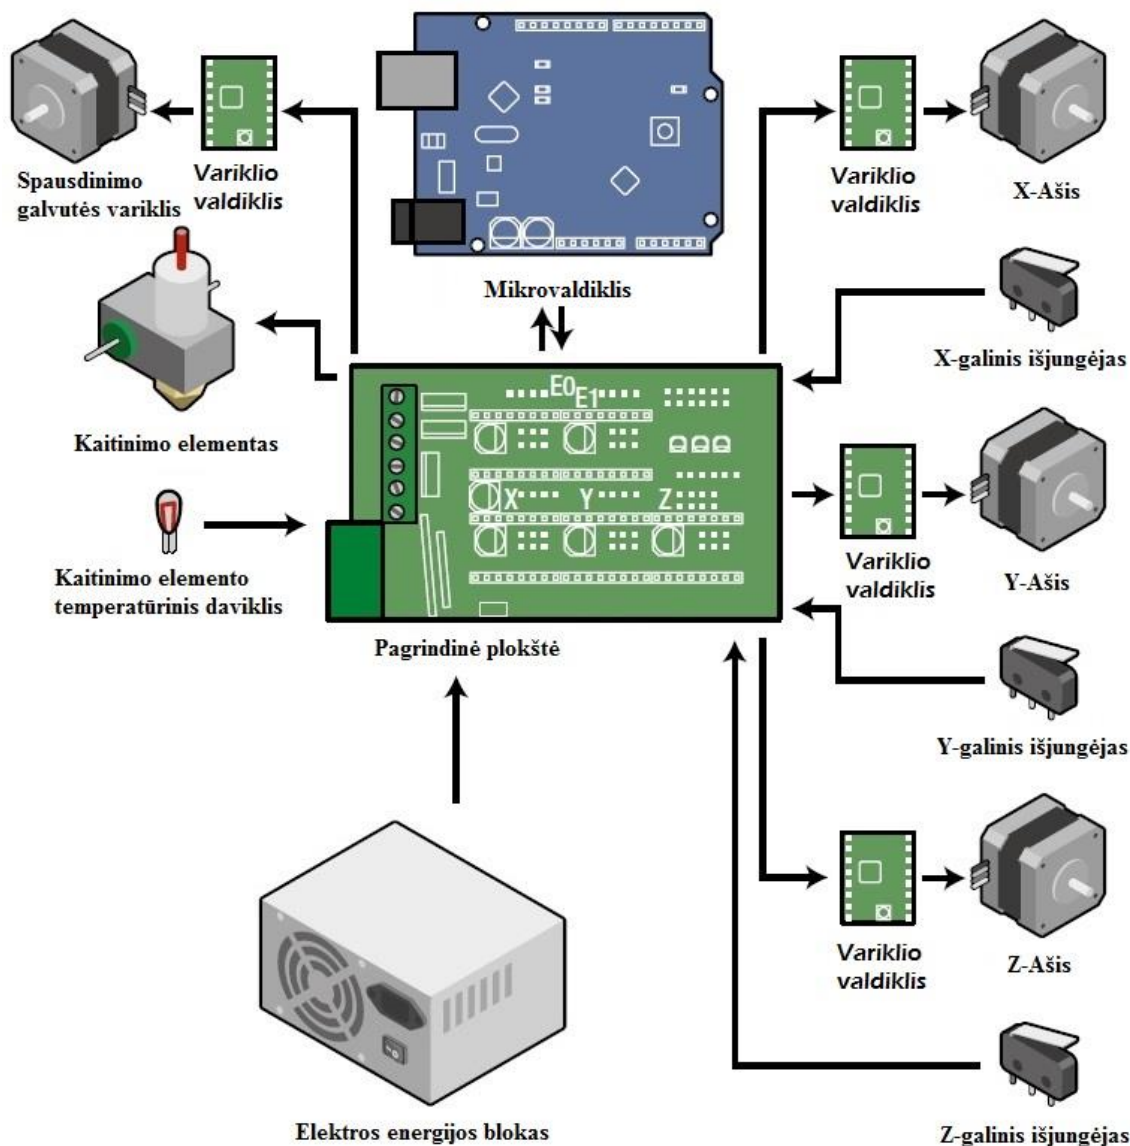 Spausdinimo
galvutės variklis
Variklio
valdiklis
Mikrovaldiklis
Variklio
valdiklis
X-Ašis
X-galinis išjungėjas
Kaitinimo elementas
E0
E1
X
Y
Z
Kaitinimo elemento
temperatūrinis daviklis
Pagrindinė plokštė
Variklio
valdiklis
Y-Ašis
Y-galinis išjungėjas
Variklio
valdiklis
Z-Ašis
Elektros energijos blokas
Z-galinis išjungėjas